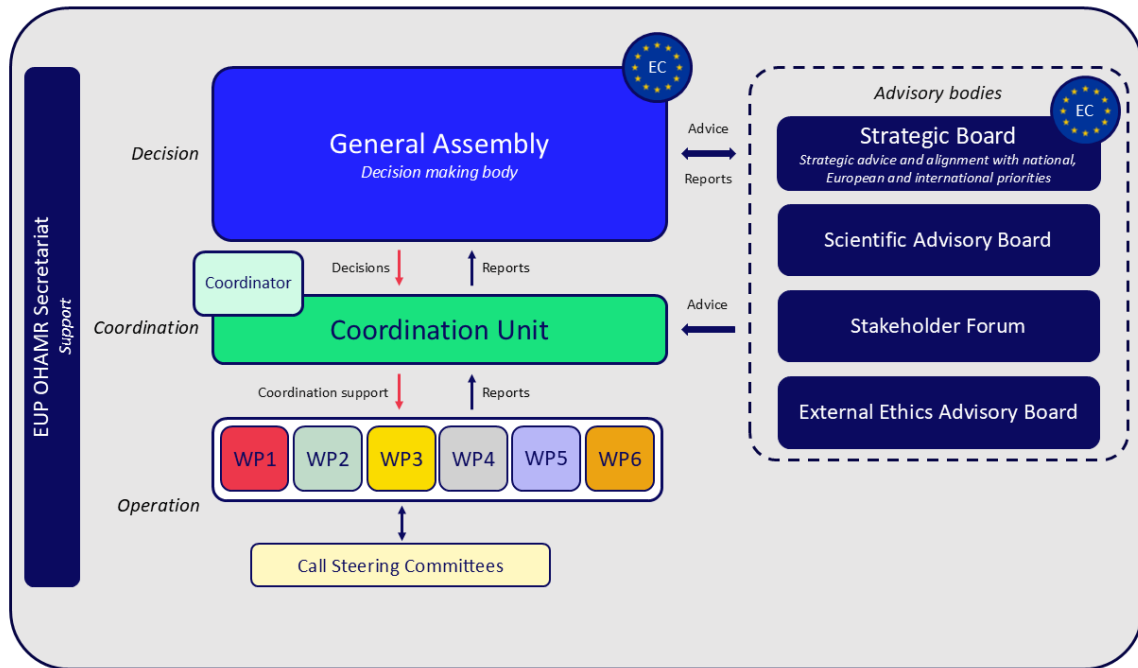 EUP OHAMR Secretariat
Support
Decision
EC
General Assembly
Decision making body
Advice
Reports
Advisory bodies
EC
Strategic Board
Strategic advice and alignment with national,
European and international priorities
Scientific Advisory Board
Stakeholder Forum
External Ethics Advisory Board
Decisions
Reports
Coordinator
Coordination
Coordination Unit
Advice
Coordination support
Reports
WP1
WP2
WP3
WP4
WP5
WP6
Operation
Call Steering Committees